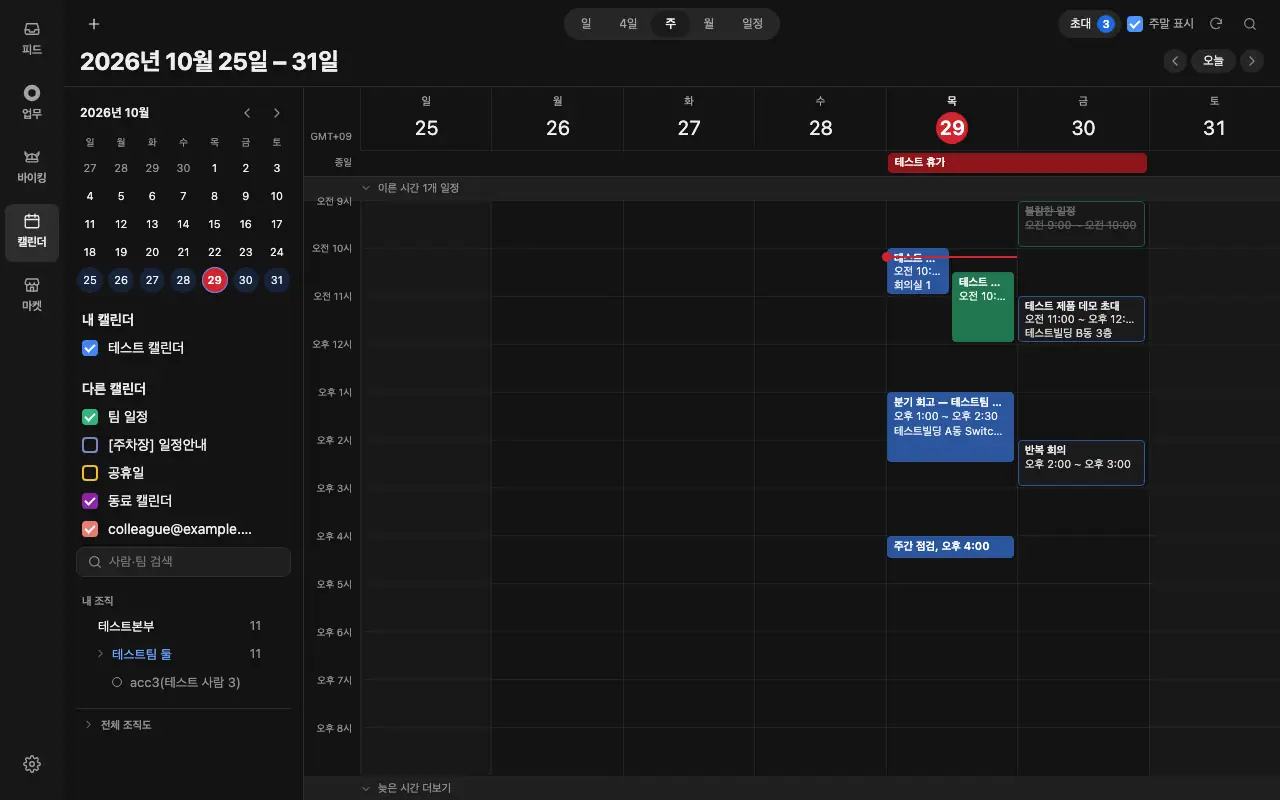 피드
업무
바이킹
캘린더
마켓
일 4일 주 월 일정
초대 3 주말 표시
2026년 10월 25일 – 31일
오늘
2026년 10월
일 월 화 수 목 금 토
27 28 29 30 1 2 3
4 5 6 7 8 9 10
11 12 13 14 15 16 17
18 19 20 21 22 23 24
25 26 27 28 29 30 31
내 캘린더
테스트 캘린더
다른 캘린더
팀 일정
[주차장] 일정안내
공휴일
동료 캘린더
colleague@example....
사람·팀 검색
내 조직
테스트본부 11
테스트팀 둘 11
acc3(테스트 사람 3)
전체 조직도
GMT+09
일 월 화 수 목 금 토
25 26 27 28 29 30 31
종일
테스트 휴가
이른 시간 1개 일정
오전 9시
오전 10시
오전 11시
오후 12시
오후 1시
오후 2시
오후 3시
오후 4시
오후 5시
오후 6시
오후 7시
오후 8시
테스트 ...
오전 10:...
회의실 1
테스트 ...
오전 10:...
분기 회고 — 테스트팀 ...
오후 1:00 ~ 오후 2:30
테스트빌딩 A동 Switc...
주간 점검, 오후 4:00
불참한 일정
오전 9:00 ~ 오전 10:00
테스트 제품 데모 초대
오전 11:00 ~ 오후 12:...
테스트빌딩 B동 3층
반복 회의
오후 2:00 ~ 오후 3:00
늦은 시간 더보기